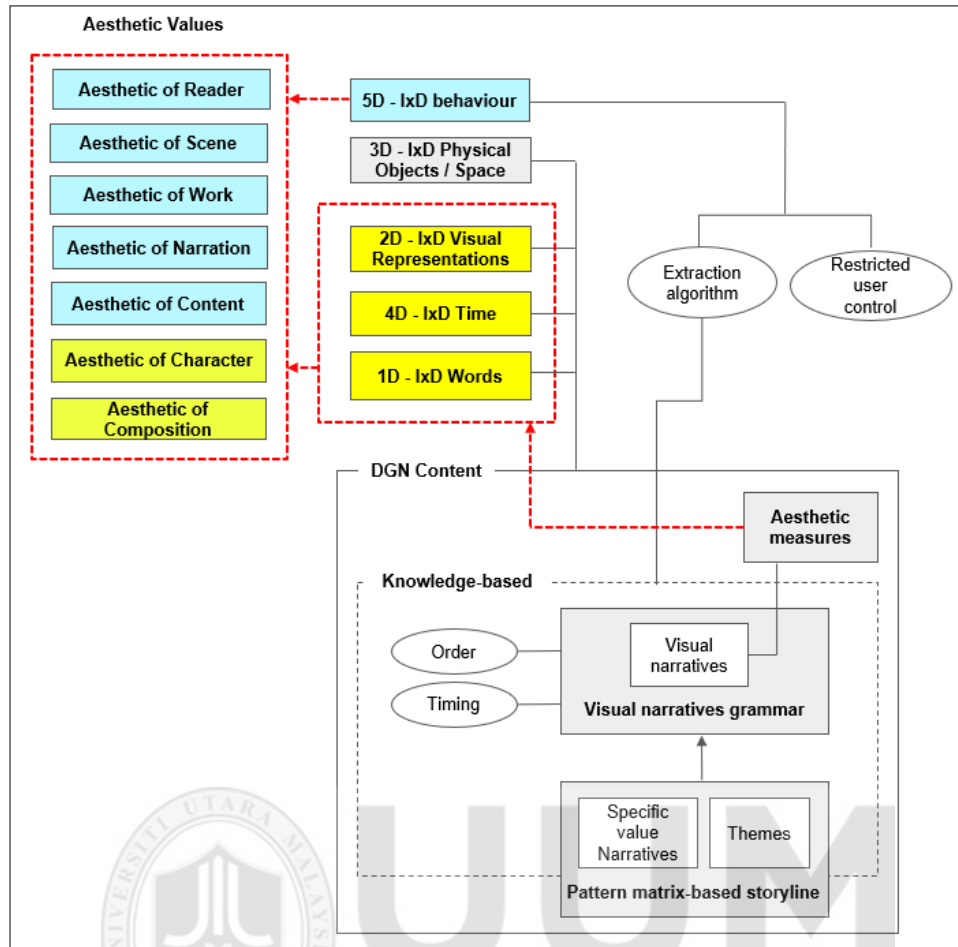 Aesthetic Values
Aesthetic of Reader
Aesthetic of Scene
Aesthetic of Work
Aesthetic of Narration
Aesthetic of Content
Aesthetic of Character
Aesthetic of
Composition
5D - IxD behaviour
3D - IxD Physical
Objects / Space
2D - IxD Visual
Representations
4D - IxD Time
1D - IxD Words
Extraction
algorithm
Restricted
user
control
DGN Content
Aesthetic
measures
Knowledge-based
Order
Timing
Visual
narratives
Visual narratives grammar
Specific
value
Narratives
Themes
Pattern matrix-based storyline
UNIVERSITI UTARA MALAYS
UUM